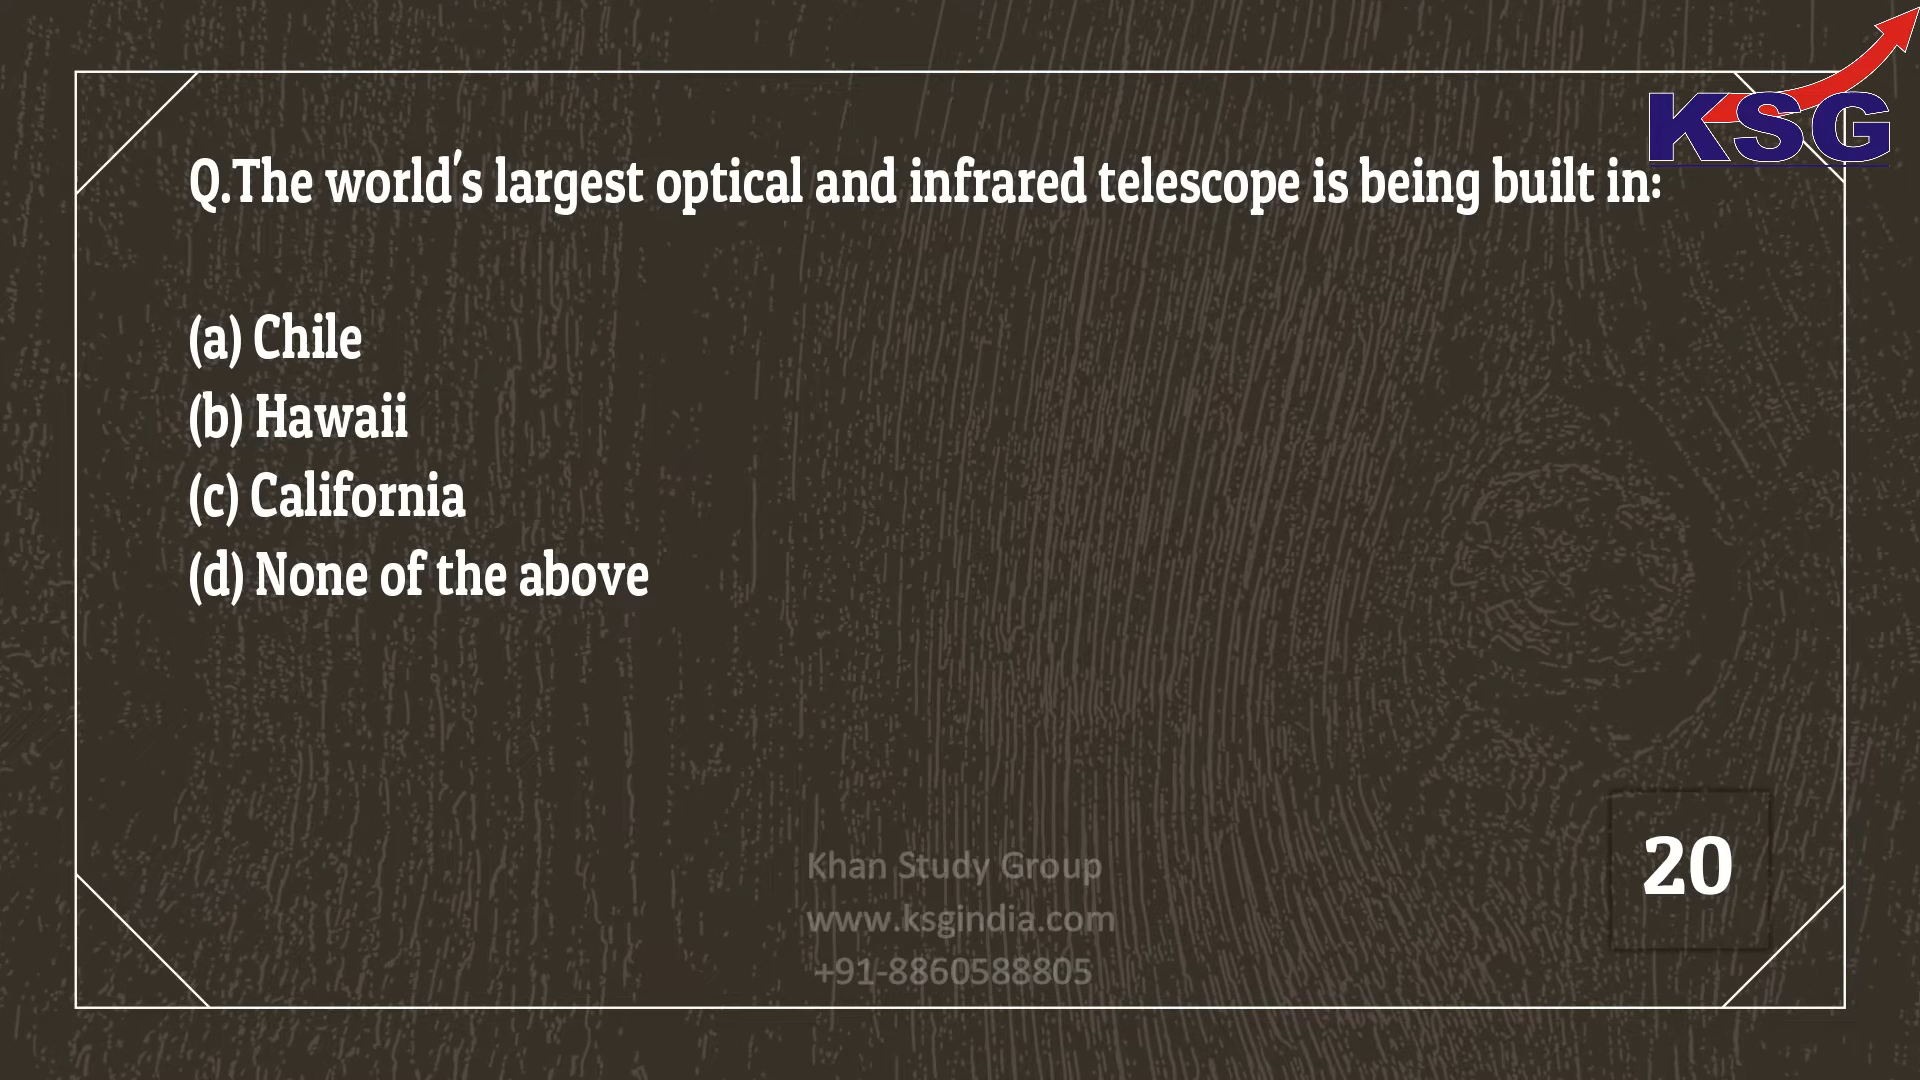 KSG
Q.The world's largest optical and infrared telescope is being built in:
(a) Chile
(b) Hawaii
(c) California
(d) None of the above
20
Khan Study Group
www.ksgindia.com
+91-8860588805